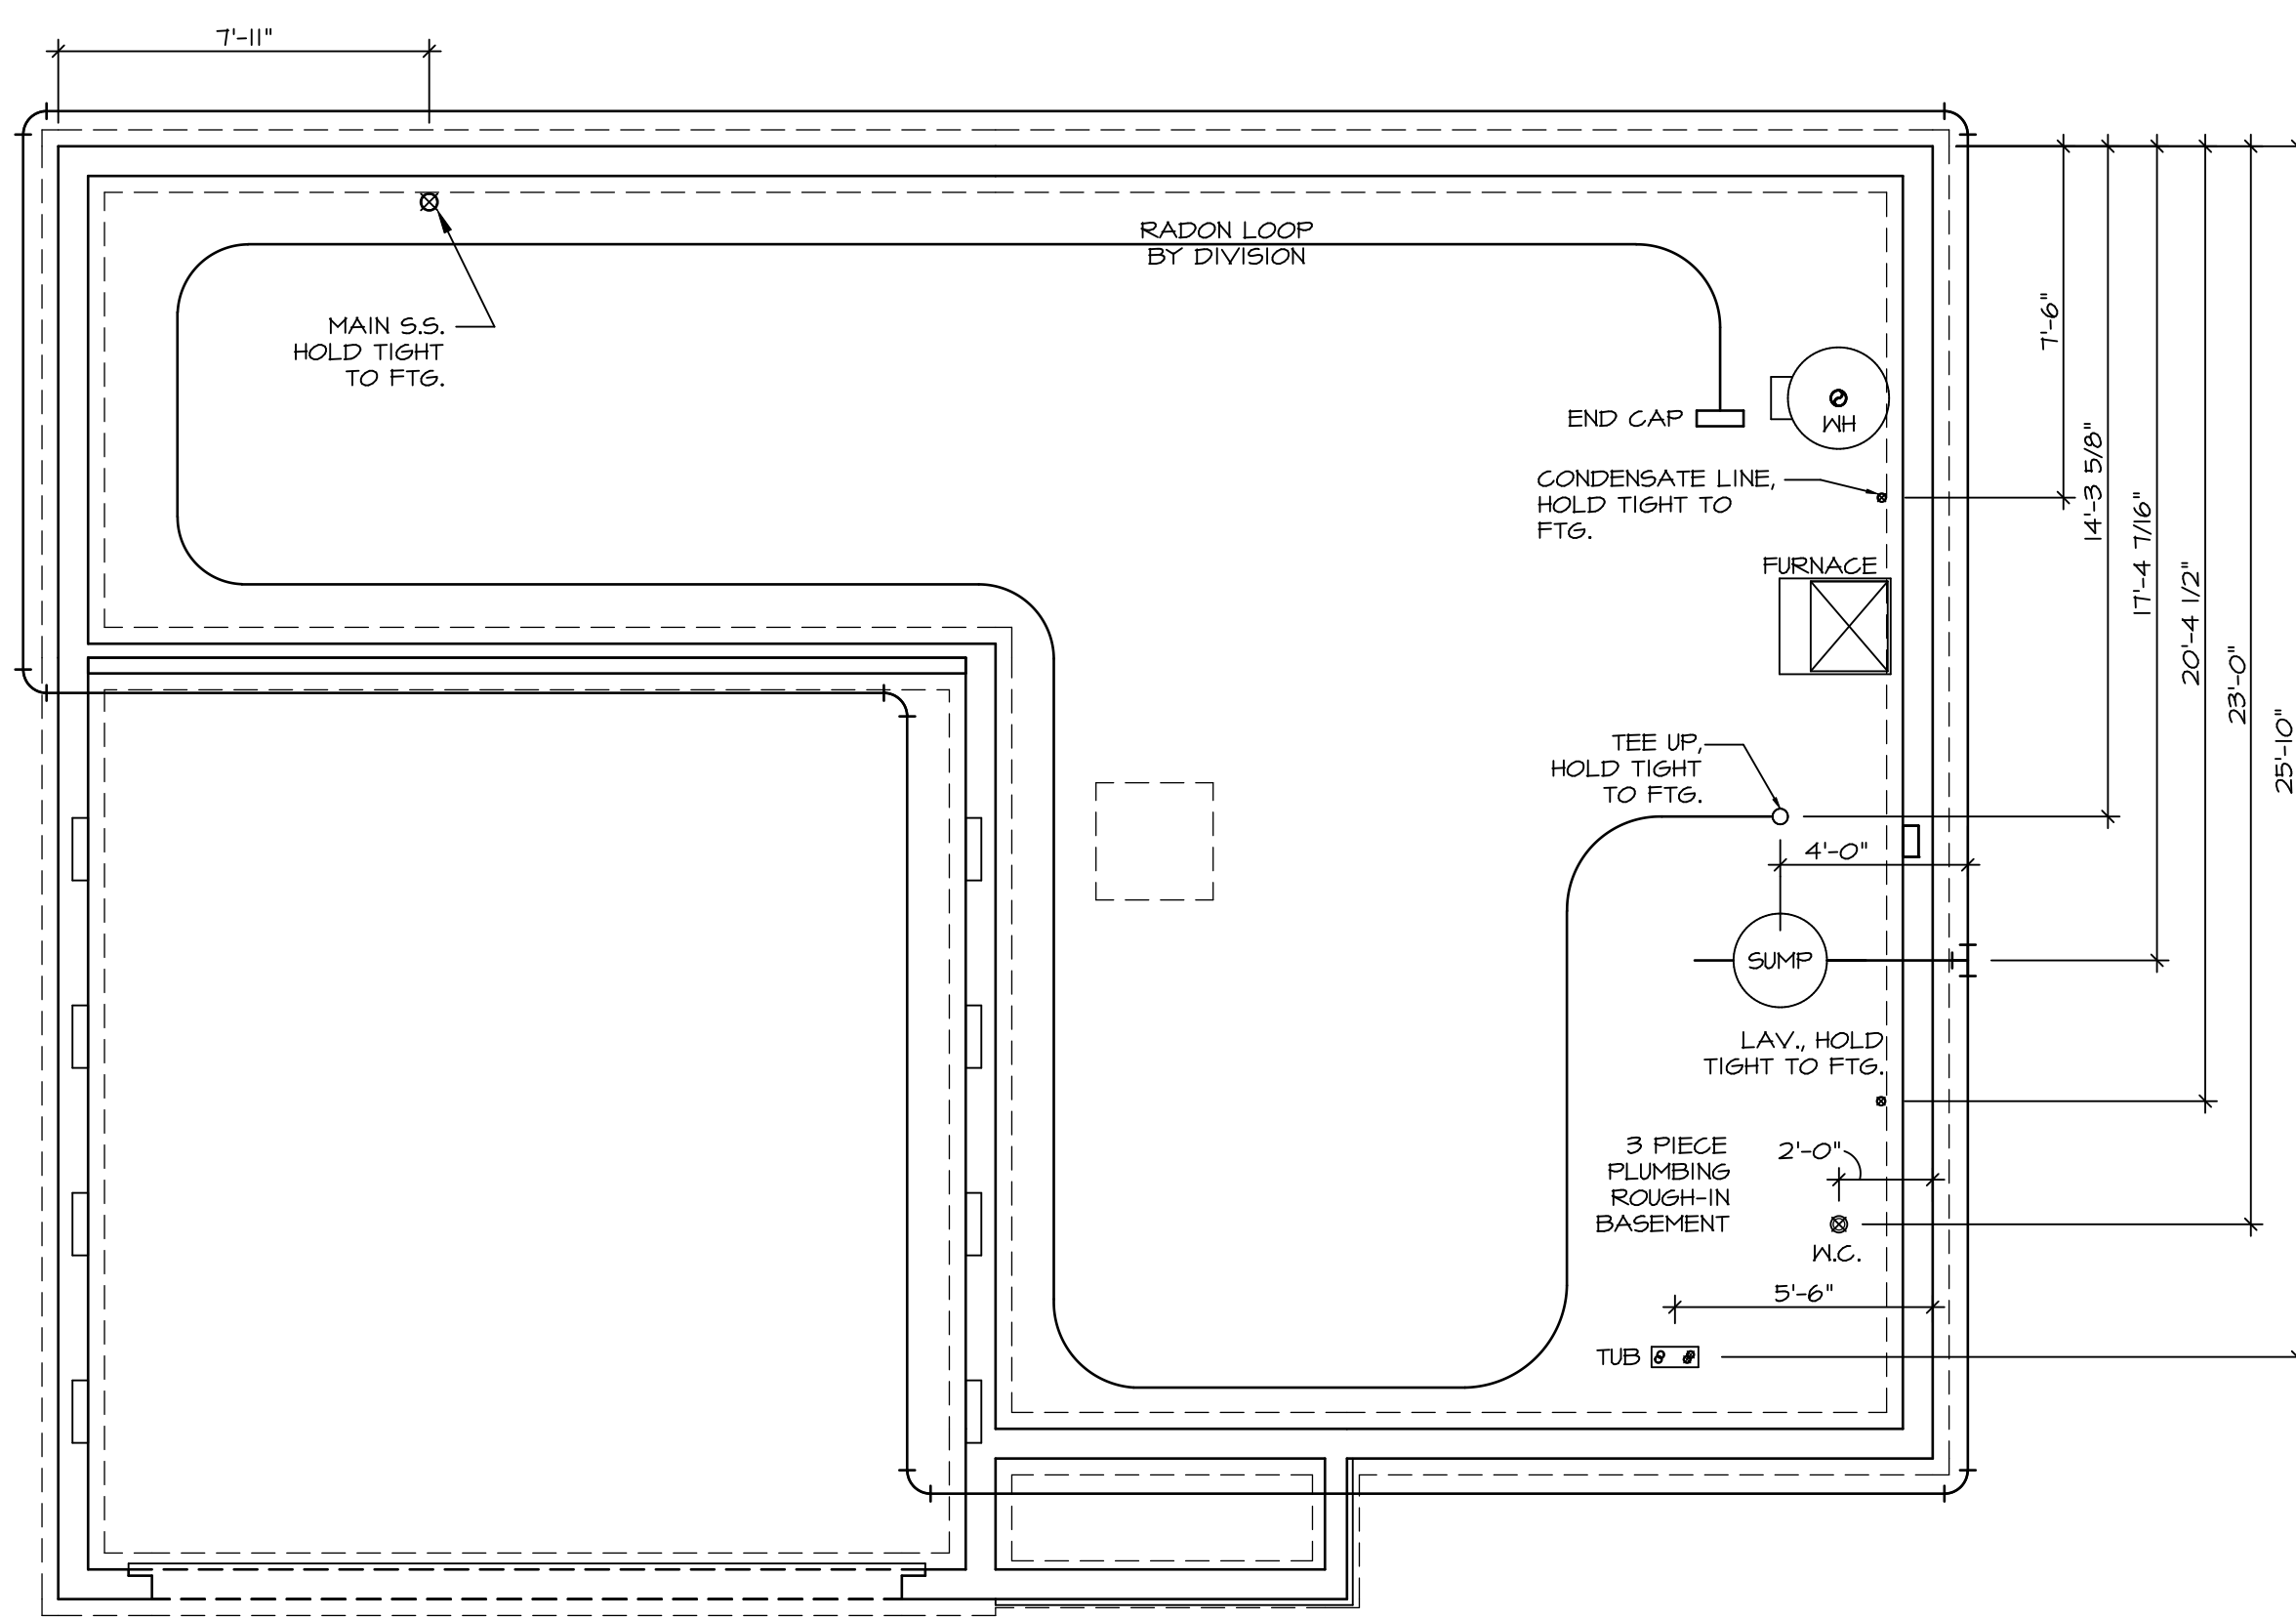 7'-11"
RADON LOOP
BY DIVISION
MAIN S.S.
HOLD TIGHT
TO FTG.
7'-6"
END CAP
WH
14'-3 5/8"
CONDENSATE LINE,
HOLD TIGHT TO
FTG.
17'-4 7/16"
FURNACE
20'-4 1/2"
23'-0"
25'-10"
TEE UP,
HOLD TIGHT
TO FTG.
4'-0"
SUMP
LAV., HOLD
TIGHT TO FTG.
3 PIECE
PLUMBING
ROUGH-IN
BASEMENT
2'-0"
W.C.
5'-6"
TUB